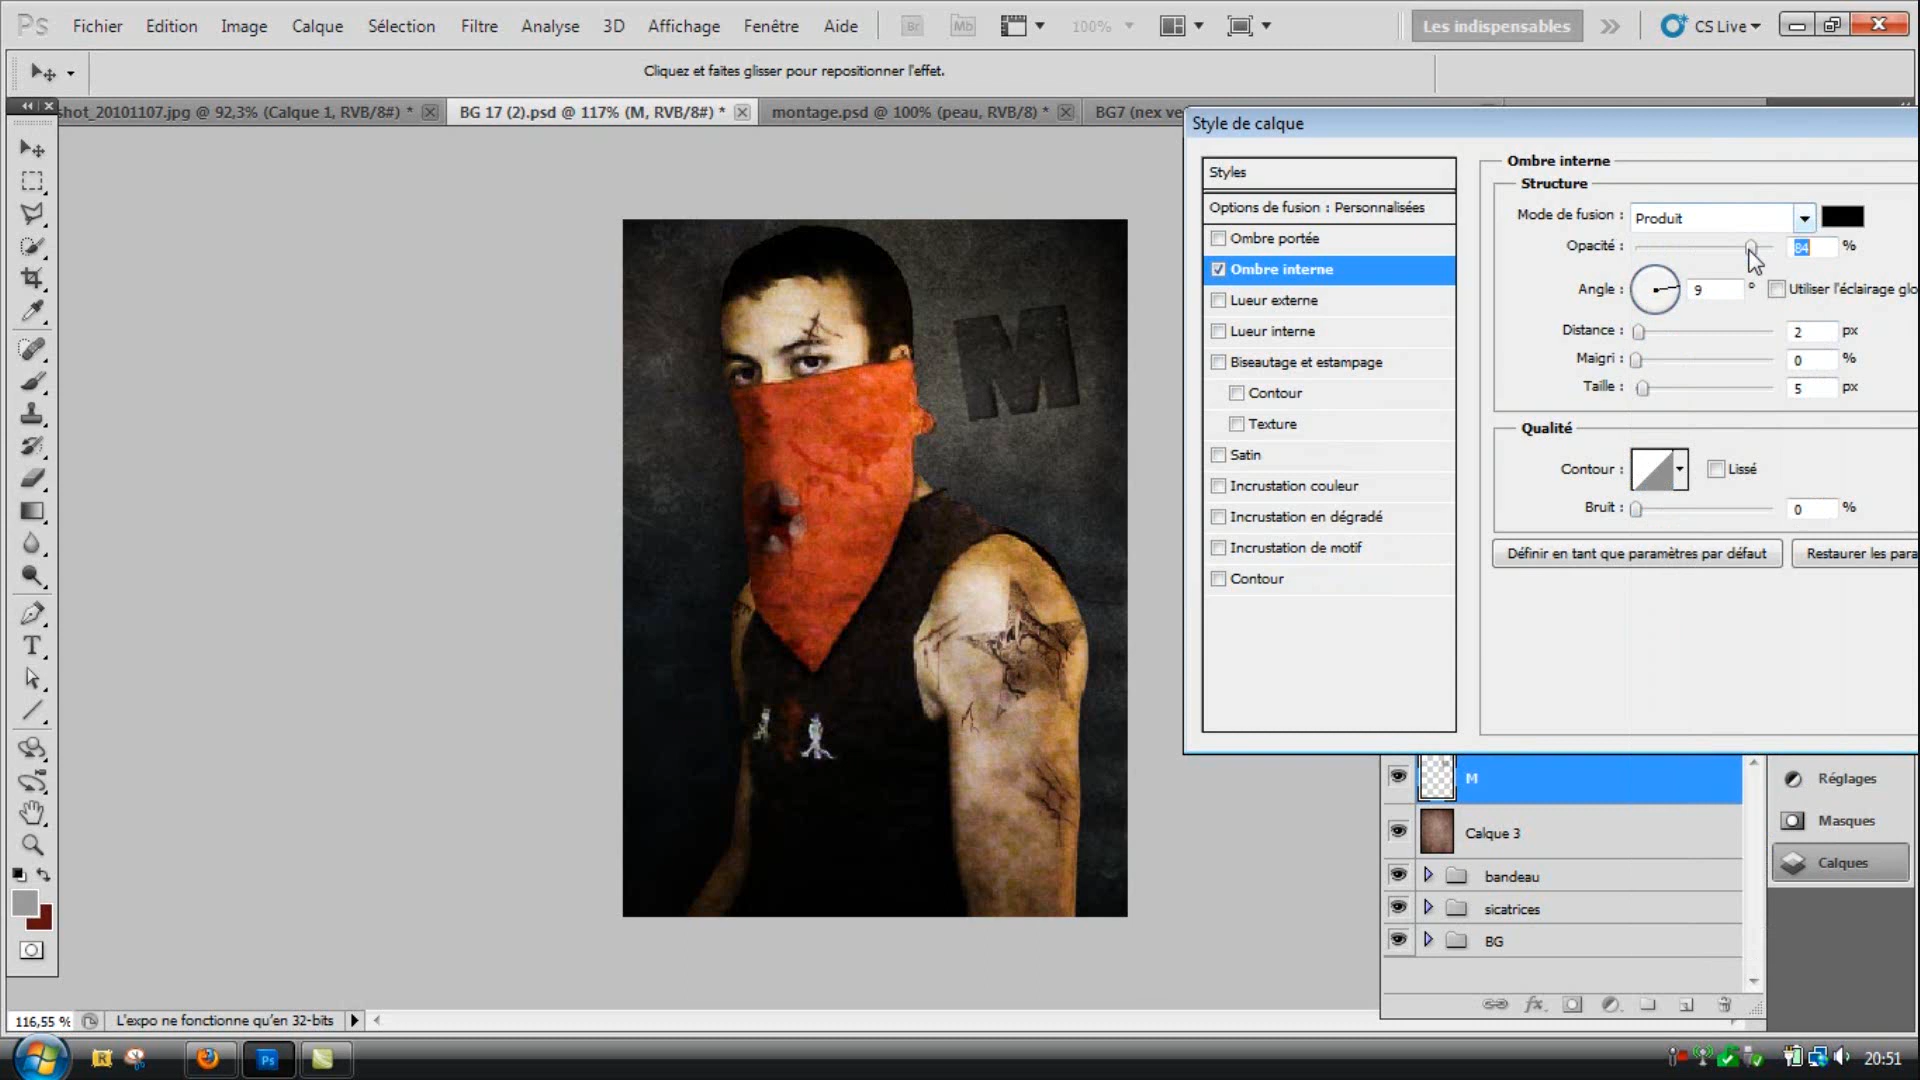 Ps Fichier Edition Image Calque Sélection Filtre Analyse 3D Affichage Fenêtre Aide Br Mb 100% Les indispensables CS Live
Cliquez et faites glisser pour repositionner l'effet.
shot_20101107.jpg @ 92,3% (Calque 1, RVB/8#) * BG 17 (2).psd @ 117% (M, RVB/8#) * montage.psd @ 100% (peau, RVB/8) * BG7 (nex ve
Style de calque
Styles
Options de fusion : Personnalisées
Ombre portée
Ombre interne
Lueur externe
Lueur interne
Biseautage et estampage
Contour
Texture
Satin
Incrustation couleur
Incrustation en dégradé
Incrustation de motif
Contour
Ombre interne
Structure
Mode de fusion : Produit
Opacité : 84 %
Angle : 9 ° Utiliser l'éclairage glo
Distance : 2 px
Maigri : 0 %
Taille : 5 px
Qualité
Contour : Lissé
Bruit : 0 %
Définir en tant que paramètres par défaut Restaurer les para
M
M
Calque 3
bandeau
sicatrices
BG
Réglages
Masques
Calques
fx
T
116,55 % L'expo ne fonctionne qu'en 32-bits
R Ps 20:51